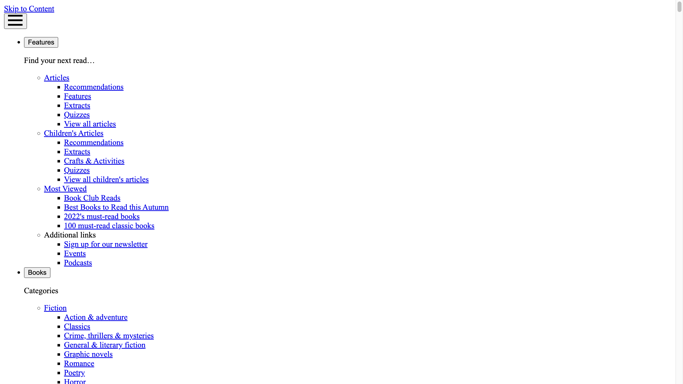 Skip to Content
Features
Find your next read…
Articles
Recommendations
Features
Extracts
Quizzes
View all articles
Children's Articles
Recommendations
Extracts
Crafts & Activities
Quizzes
View all children's articles
Most Viewed
Book Club Reads
Best Books to Read this Autumn
2022's must-read books
100 must-read classic books
Additional links
Sign up for our newsletter
Events
Podcasts
Books
Categories
Fiction
Action & adventure
Classics
Crime, thrillers & mysteries
General & literary fiction
Graphic novels
Romance
Poetry
Horror